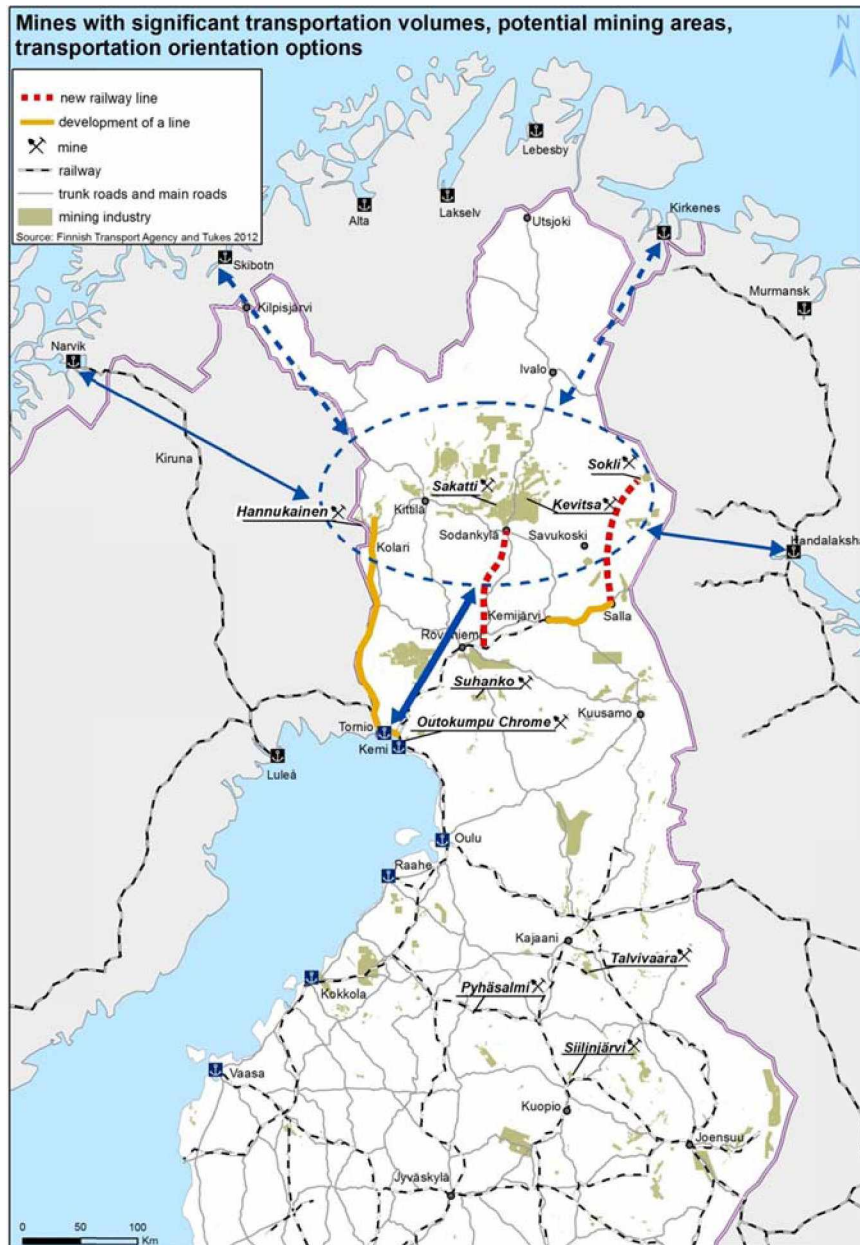 Mines with significant transportation volumes, potential mining areas,
transportation orientation options
N
new railway line
development of a line
mine
railway
trunk roads and main roads
mining industry
Source: Finnish Transport Agency and Tukes 2012
Lebesby
Alta
Lakselv
Utsjoki
Kirkenes
Skibotn
Kilpisjärvi
Murmansk
Narvik
Ivalo
Kiruna
Sokli
Sakatti
Hannukainen
Kittilä
Kevitsa
Kolari
Sodankylä
Savukoski
Kandalaksha
Kemijärvi
Salla
Rovaniemi
Suhanko
Tornio
Outokumpu Chrome
Kuusamo
Kemi
Luleå
Oulu
Raahe
Kajaani
Talvivaara
Kokkola
Pyhäsalmi
Siilinjärvi
Vaasa
Kuopio
Joensuu
Jyväskylä
0 50 100
Km